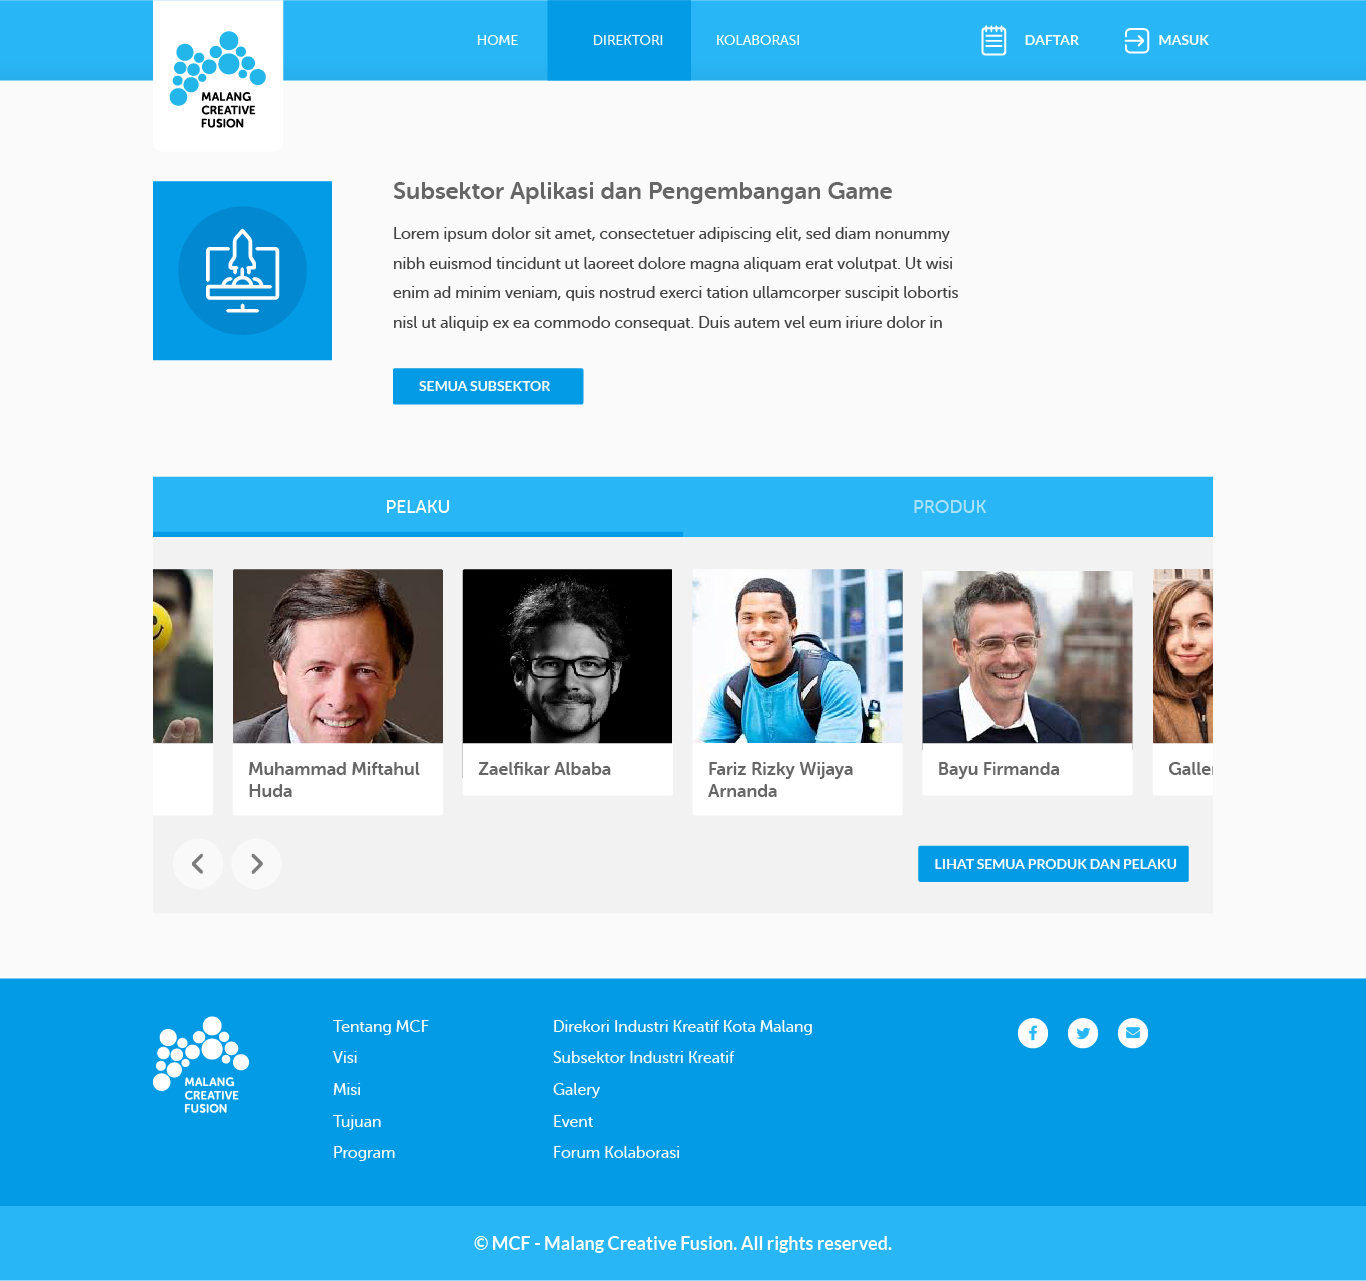 HOME
DIREKTORI
KOLABORASI
DAFTAR
MASUK
MALANG
CREATIVE
FUSION
Subsektor Aplikasi dan Pengembangan Game
Lorem ipsum dolor sit amet, consectetuer adipiscing elit, sed diam nonummy
nibh euismod tincidunt ut laoreet dolore magna aliquam erat volutpat. Ut wisi
enim ad minim veniam, quis nostrud exerci tation ullamcorper suscipit lobortis
nisl ut aliquip ex ea commodo consequat. Duis autem vel eum iriure dolor in
SEMUA SUBSEKTOR
PELAKU
PRODUK
Muhammad Miftahul
Huda
Zaelfikar Albaba
Fariz Rizky Wijaya
Arnanda
Bayu Firmanda
LIHAT SEMUA PRODUK DAN PELAKU
MALANG
CREATIVE
FUSION
Tentang MCF
Visi
Misi
Tujuan
Program
Direkori Industri Kreatif Kota Malang
Subsektor Industri Kreatif
Galery
Event
Forum Kolaborasi
© MCF - Malang Creative Fusion. All rights reserved.